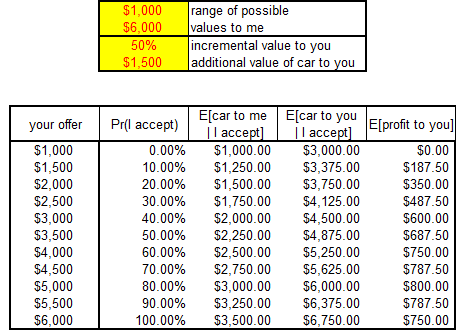 $1,000 range of possible
$6,000 values to me
50% incremental value to you
$1,500 additional value of car to you
your offer Pr(I accept) E[car to me | I accept] E[car to you | I accept] E[profit to you]
$1,000 0.00% $1,000.00 $3,000.00 $0.00
$1,500 10.00% $1,250.00 $3,375.00 $187.50
$2,000 20.00% $1,500.00 $3,750.00 $350.00
$2,500 30.00% $1,750.00 $4,125.00 $487.50
$3,000 40.00% $2,000.00 $4,500.00 $600.00
$3,500 50.00% $2,250.00 $4,875.00 $687.50
$4,000 60.00% $2,500.00 $5,250.00 $750.00
$4,500 70.00% $2,750.00 $5,625.00 $787.50
$5,000 80.00% $3,000.00 $6,000.00 $800.00
$5,500 90.00% $3,250.00 $6,375.00 $787.50
$6,000 100.00% $3,500.00 $6,750.00 $750.00